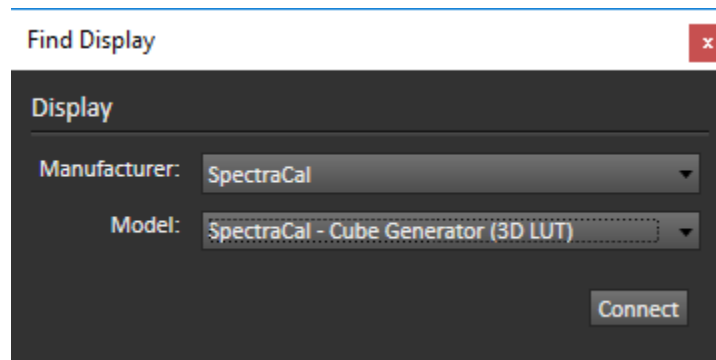 Find Display
x
Display
Manufacturer: SpectraCal
Model: SpectraCal - Cube Generator (3D LUT)
Connect